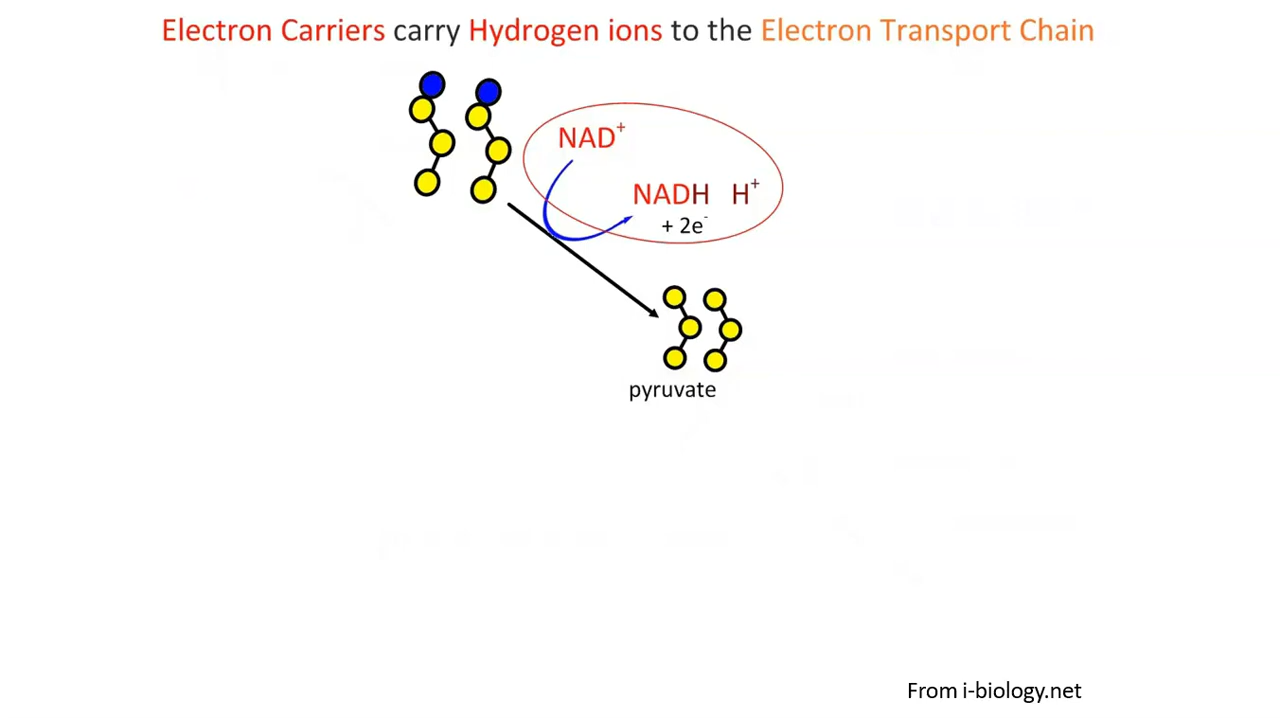 Electron Carriers carry Hydrogen ions to the Electron Transport Chain
NAD⁺
NADH H⁺
+ 2e⁻
pyruvate
From i-biology.net